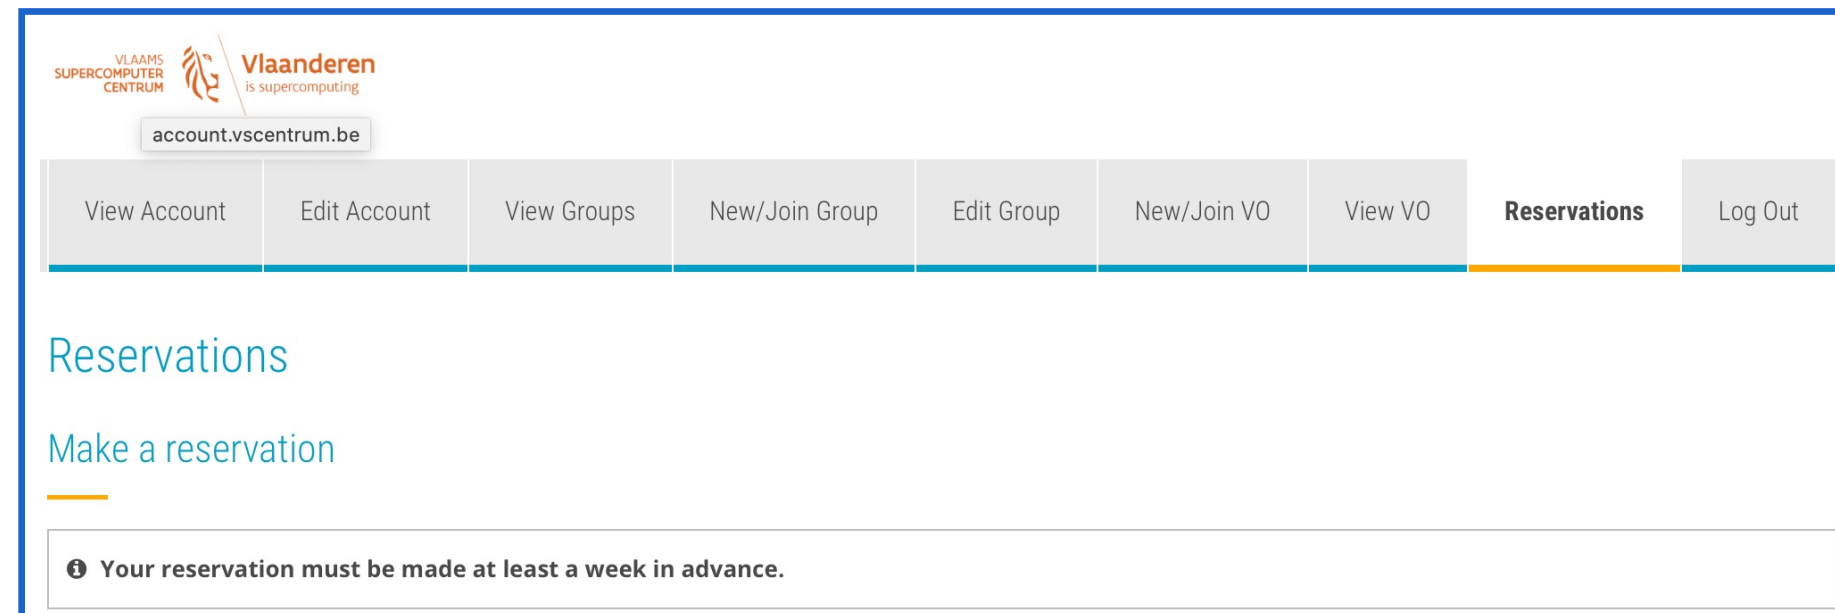 VLAAMS
SUPERCOMPUTER
CENTRUM
Vlaanderen
is supercomputing
account.vscentrum.be
View Account Edit Account View Groups New/Join Group Edit Group New/Join VO View VO Reservations Log Out
Reservations
Make a reservation
Your reservation must be made at least a week in advance.